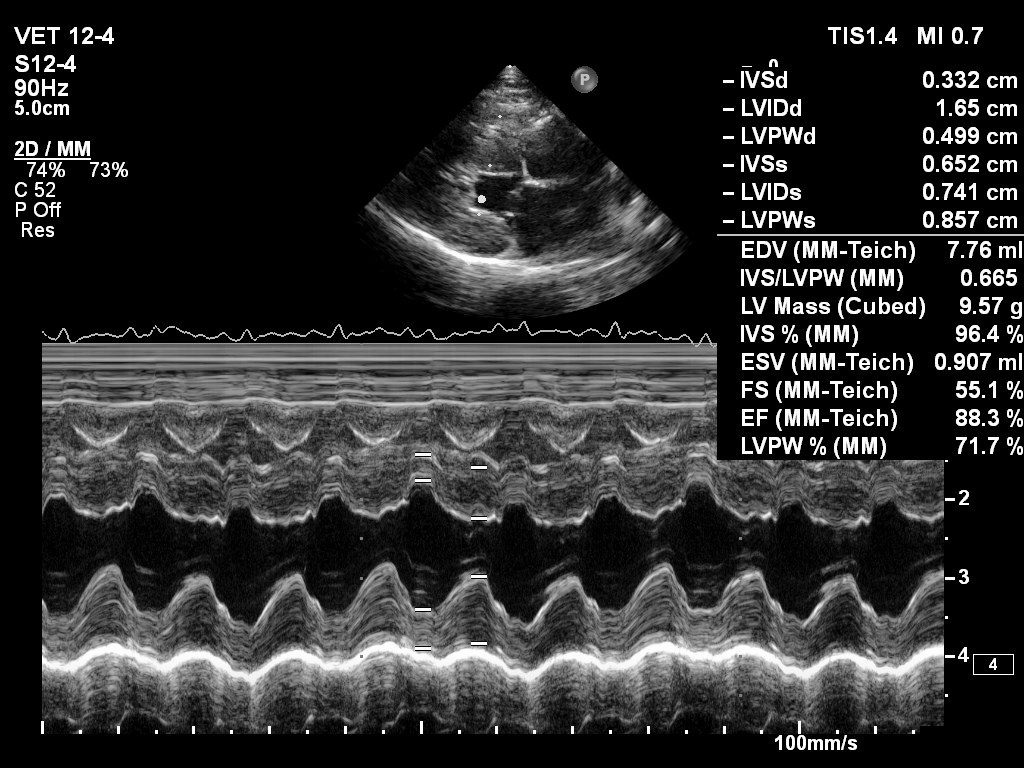 VET 12-4
S12-4
90Hz
5.0cm
2D / MM
74% 73%
C 52
P Off
Res
P
TIS1.4 MI 0.7
IVSd 0.332 cm
LVIDd 1.65 cm
LVPWd 0.499 cm
IVSs 0.652 cm
LVIDs 0.741 cm
LVPWs 0.857 cm
EDV (MM-Teich) 7.76 ml
IVS/LVPW (MM) 0.665
LV Mass (Cubed) 9.57 g
IVS % (MM) 96.4 %
ESV (MM-Teich) 0.907 ml
FS (MM-Teich) 55.1 %
EF (MM-Teich) 88.3 %
LVPW % (MM) 71.7 %
2
3
4
4
100mm/s